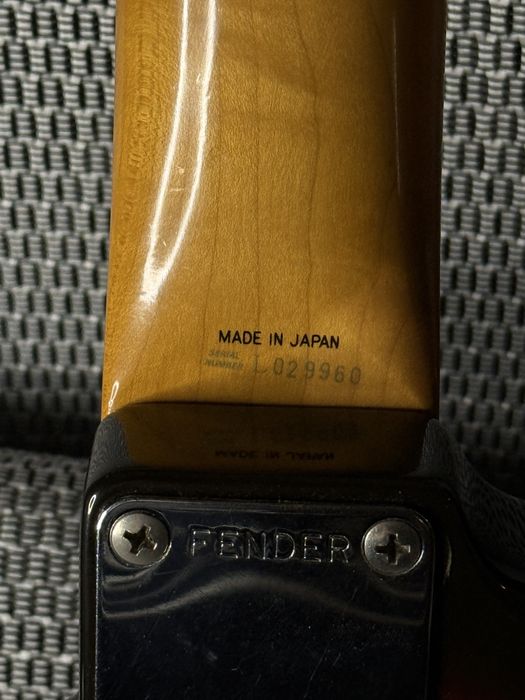 MADE IN JAPAN
SERIAL
NUMBER L 029960
FENDER